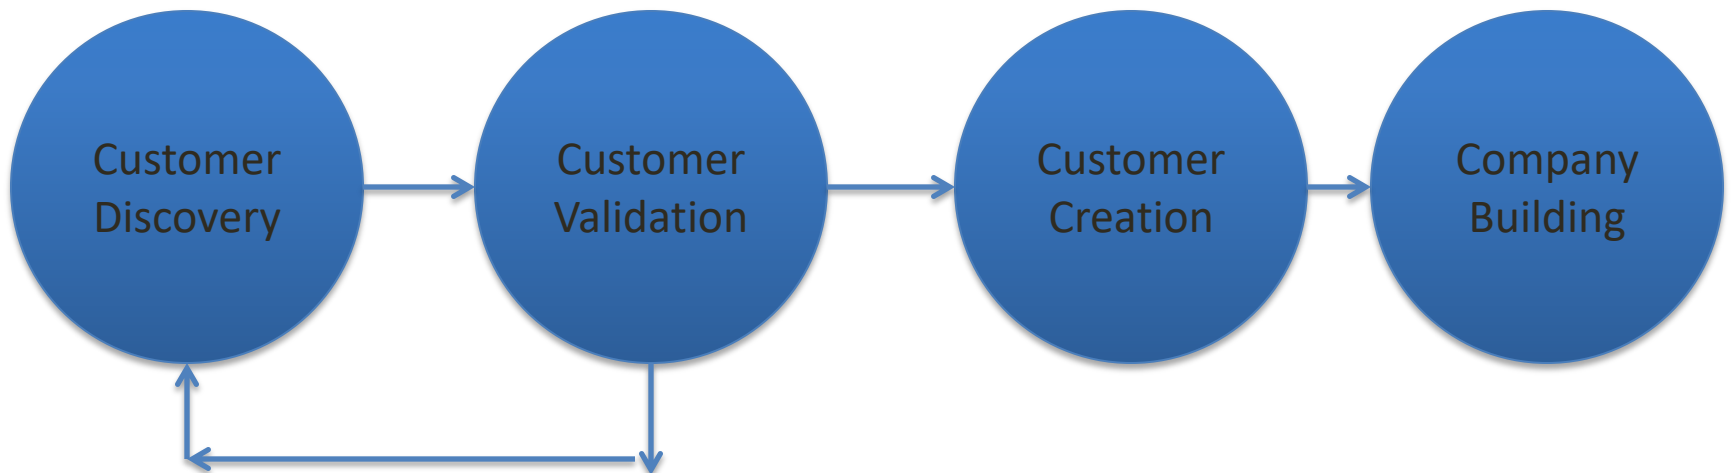 Customer
Discovery
Customer
Validation
Customer
Creation
Company
Building